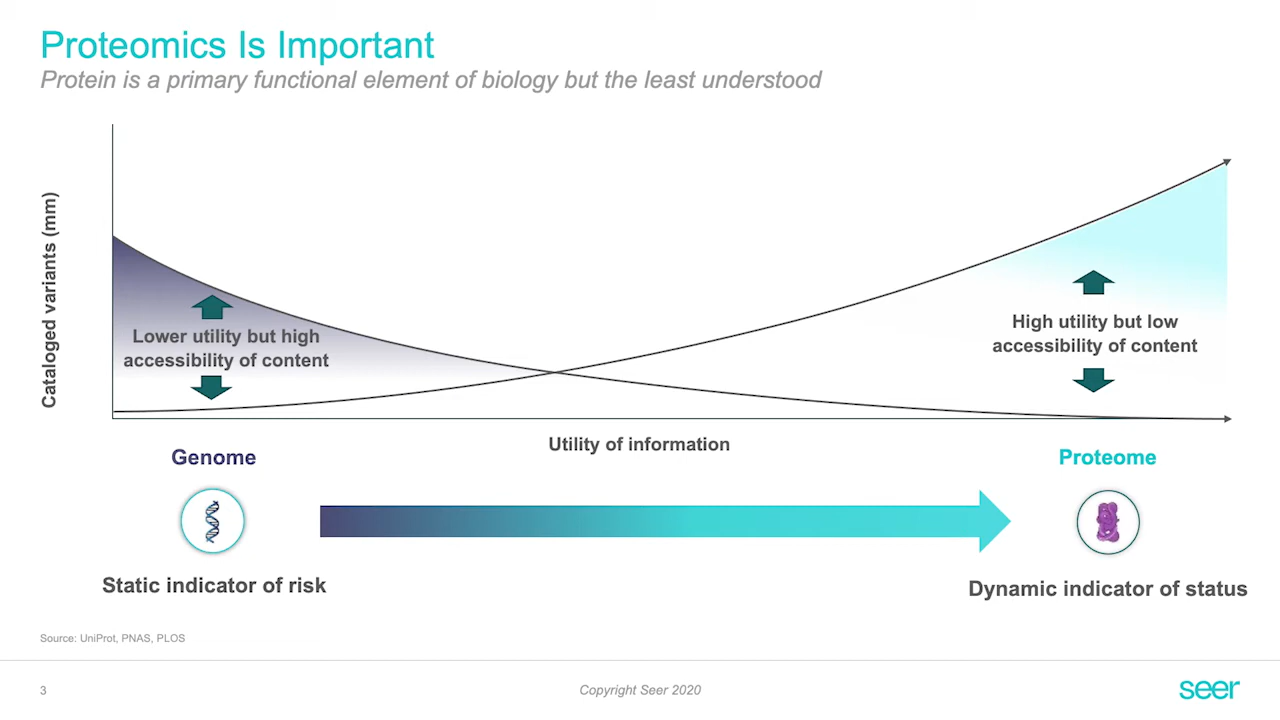 Proteomics Is Important
Protein is a primary functional element of biology but the least understood
Cataloged variants (mm)
Lower utility but high
accessibility of content
High utility but low
accessibility of content
Utility of information
Genome
Proteome
Static indicator of risk
Dynamic indicator of status
Source: UniProt, PNAS, PLOS
3
Copyright Seer 2020
seer